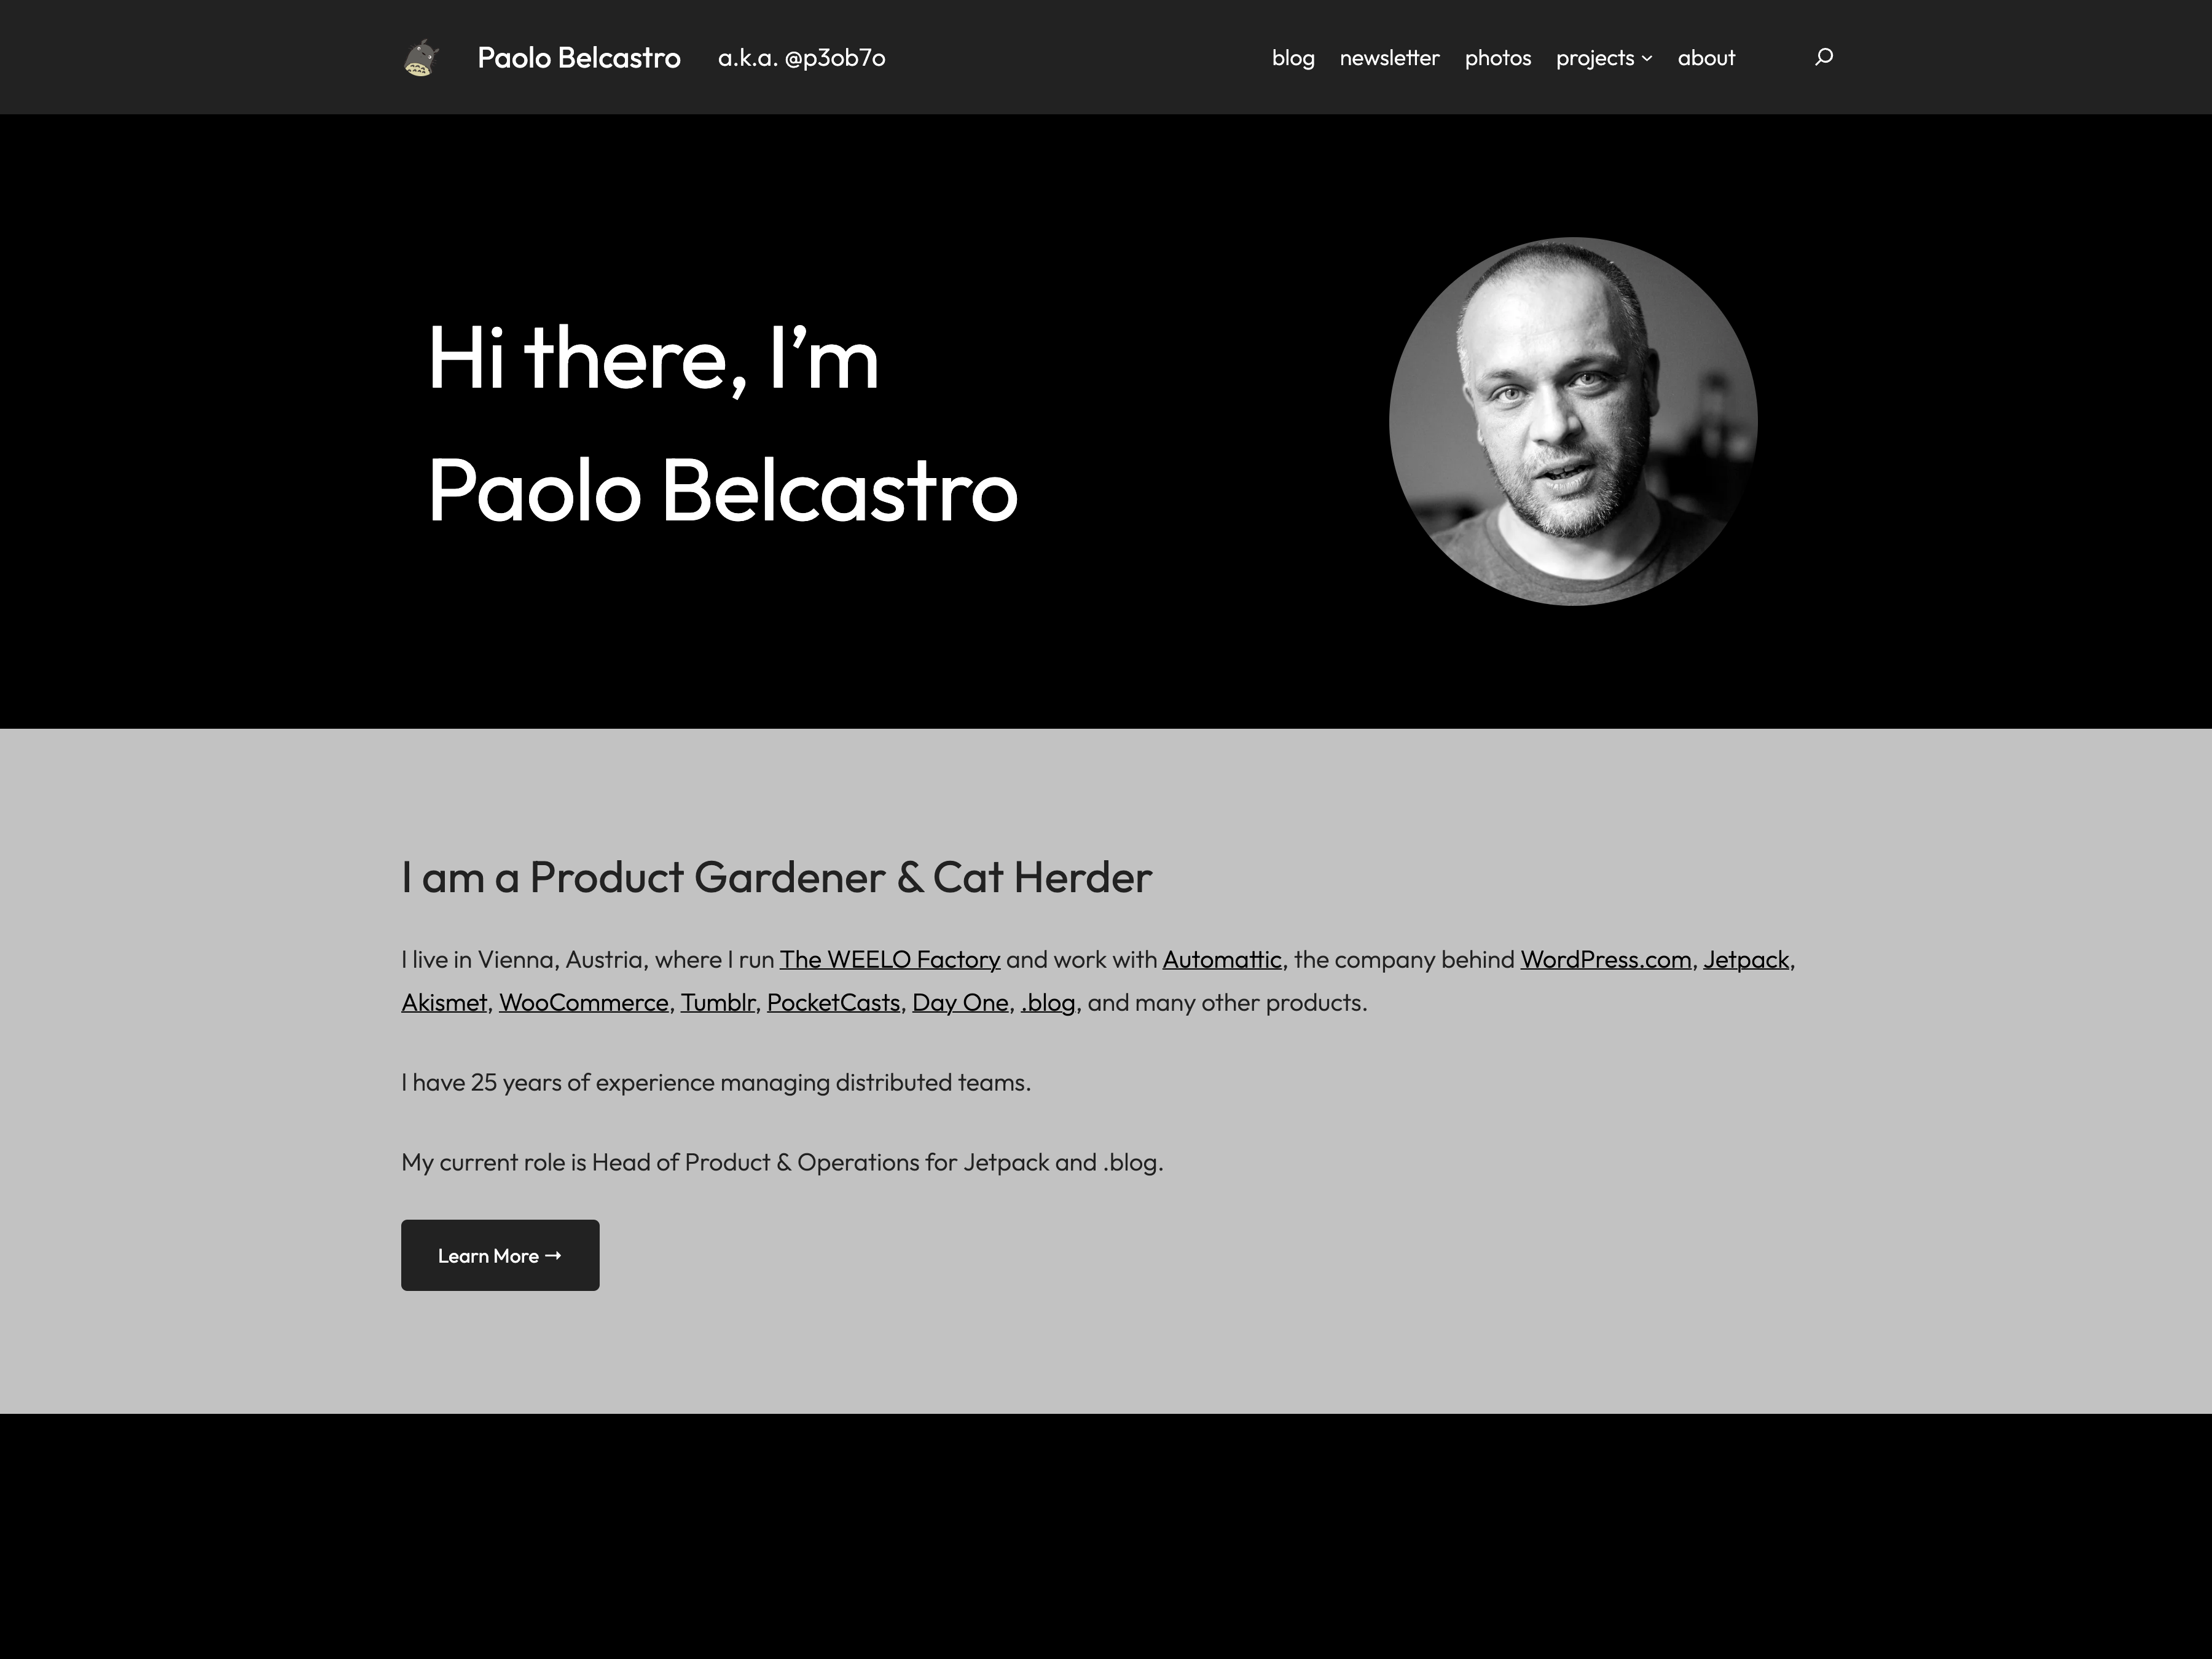 Paolo Belcastro a.k.a. @p3ob7o blog newsletter photos projects about
Hi there, I’m
Paolo Belcastro
I am a Product Gardener & Cat Herder
I live in Vienna, Austria, where I run The WEELO Factory and work with Automattic, the company behind WordPress.com, Jetpack,
Akismet, WooCommerce, Tumblr, PocketCasts, Day One, .blog, and many other products.
I have 25 years of experience managing distributed teams.
My current role is Head of Product & Operations for Jetpack and .blog.
Learn More →